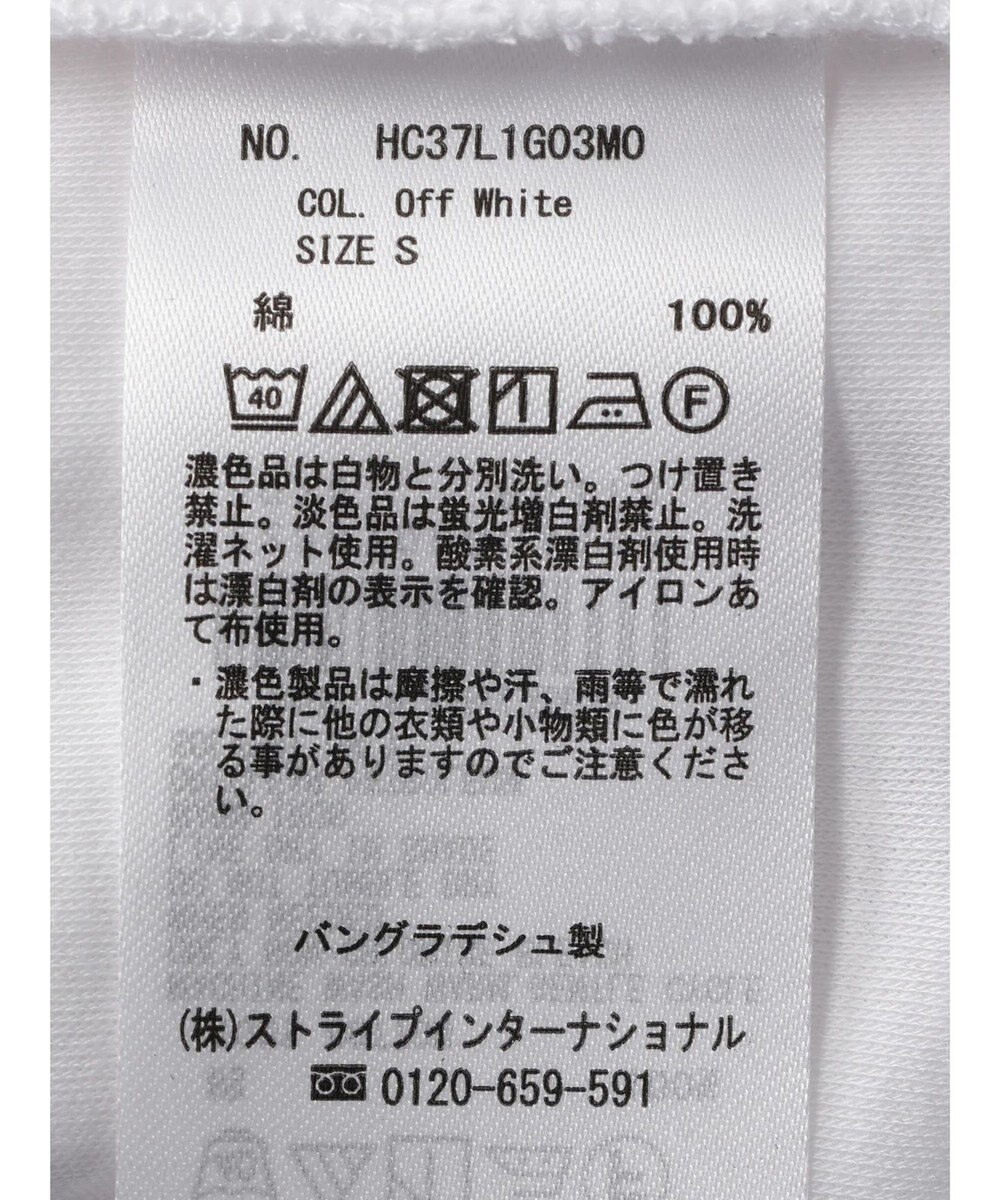 NO. HC37L1G03M0
COL. Off White
SIZE S
綿 100%
40 F
濃色品は白物と分別洗い。つけ置き
禁止。淡色品は蛍光増白剤禁止。洗
濯ネット使用。酸素系漂白剤使用時
は漂白剤の表示を確認。アイロンあ
て布使用。
・濃色製品は摩擦や汗、雨等で濡れ
た際に他の衣類や小物類に色が移
る事がありますのでご注意くださ
い。
バングラデシュ製
(株)ストライプインターナショナル
0120-659-591